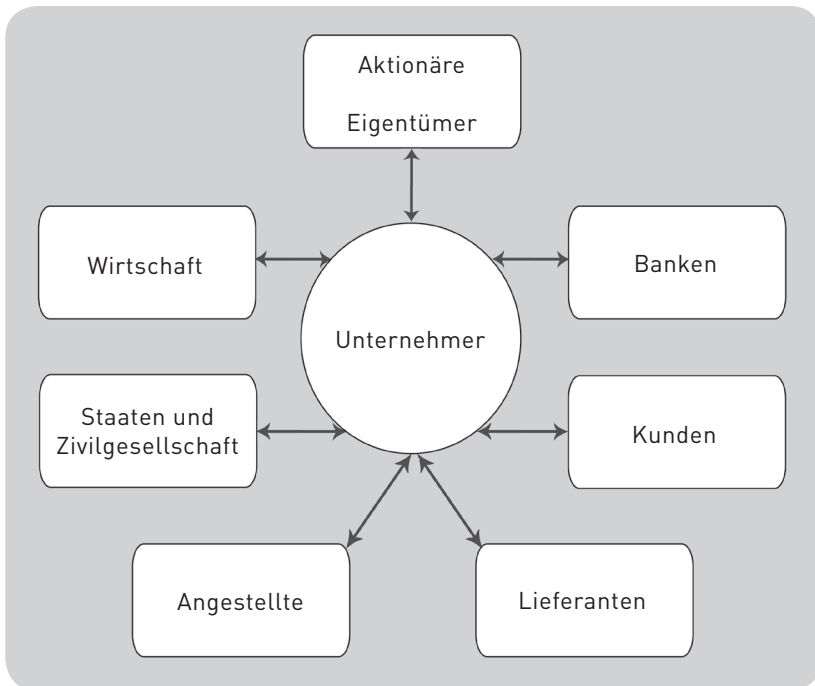 Aktionäre
Eigentümer
Wirtschaft
Banken
Unternehmer
Staaten und
Zivilgesellschaft
Kunden
Angestellte
Lieferanten